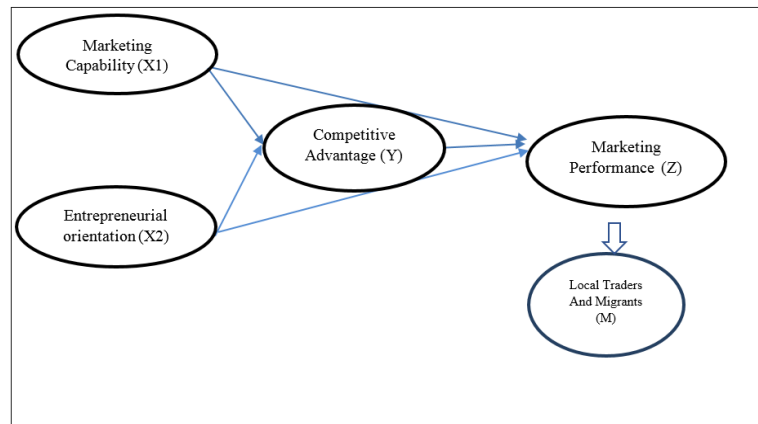 Marketing
Capability (X1)
Competitive
Advantage (Y)
Marketing
Performance (Z)
Entrepreneurial
orientation (X2)
Local Traders
And Migrants
(M)